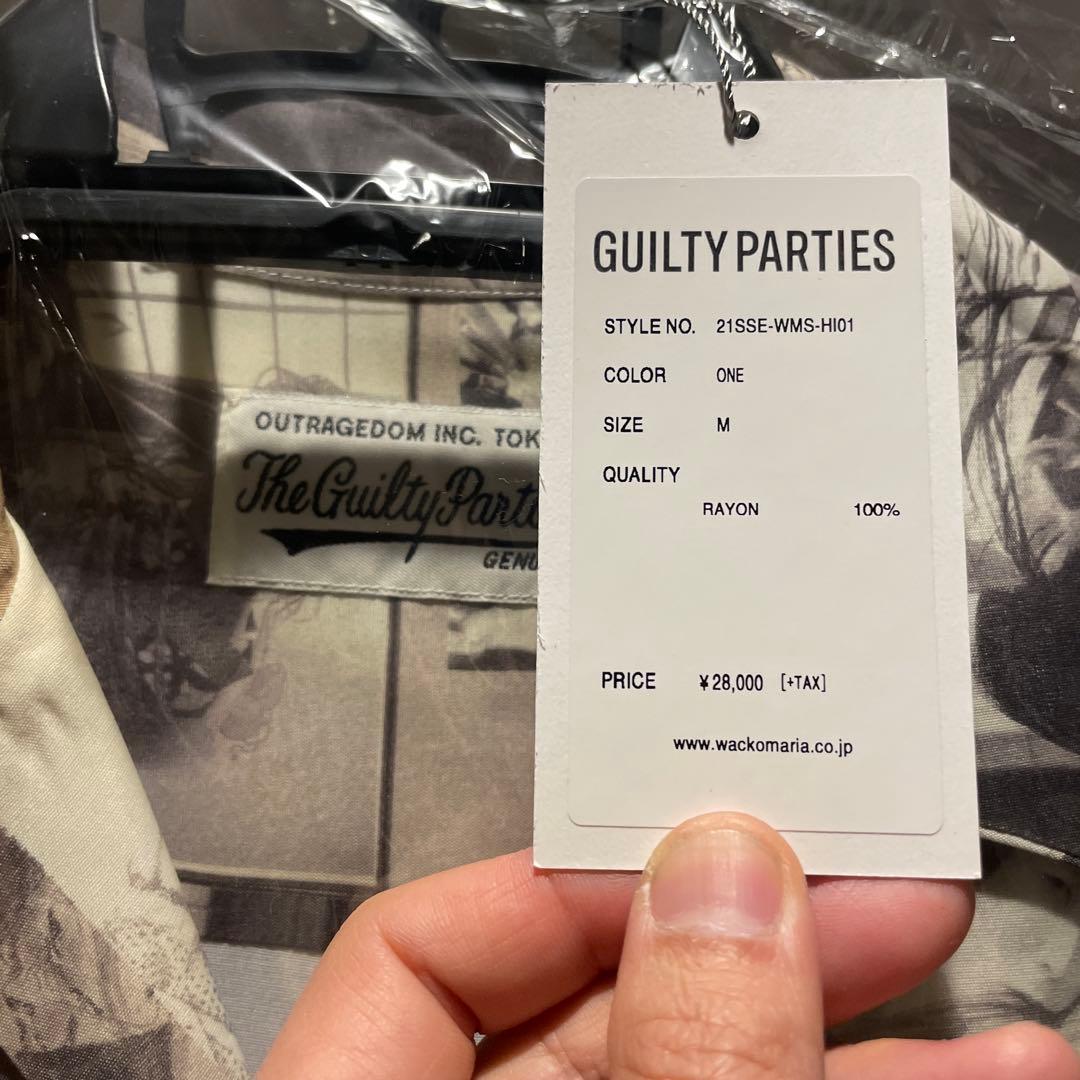 GUILTY PARTIES
STYLE NO. 21SSE-WMS-HI01
COLOR ONE
SIZE M
QUALITY
RAYON 100%
PRICE ¥28,000 [+TAX]
www.wackomaria.co.jp
OUTRAGEDOM INC. TOK
The Guilty Parti
GENU